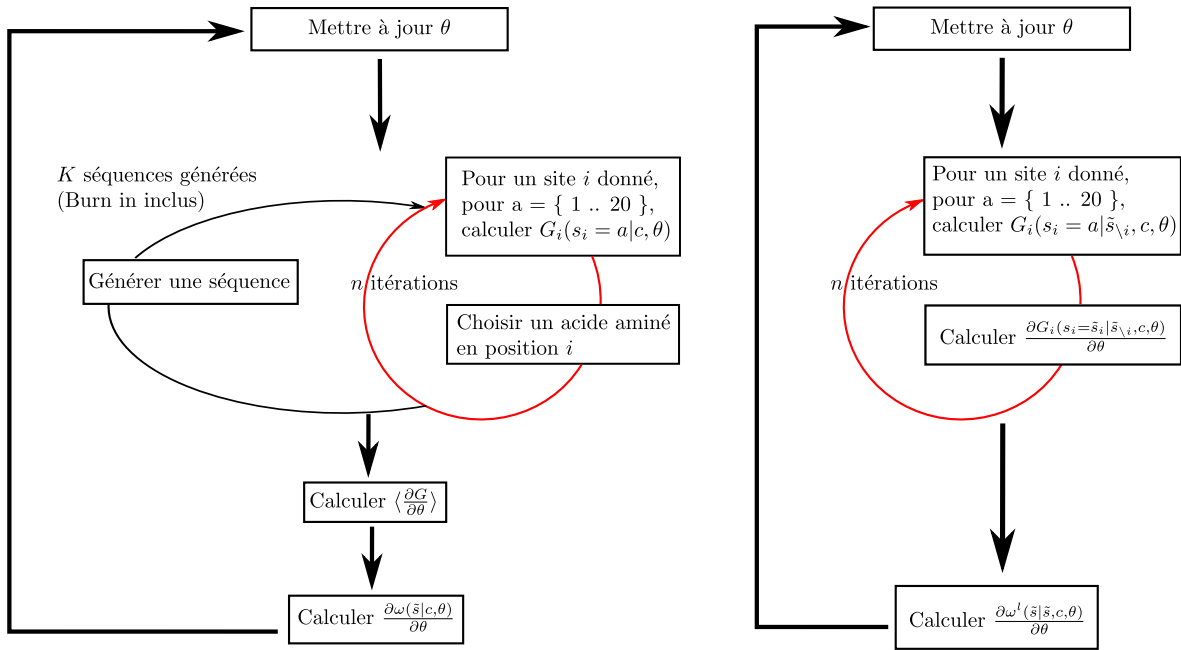 Mettre à jour θ
K séquences générées
(Burn in inclus)
Pour un site i donné,
pour a = { 1 .. 20 },
calculer G_i(s_i = a|c, θ)
Générer une séquence
n itérations
Choisir un acide aminé
en position i
Calculer ⟨∂G/∂θ⟩
Calculer ∂ω(s̃|c,θ)/∂θ
Mettre à jour θ
Pour un site i donné,
pour a = { 1 .. 20 },
calculer G_i(s_i = a|s̃_{\i}, c, θ)
n itérations
Calculer ∂G_i(s_i=s̃_i|s̃_{\i},c,θ)/∂θ
Calculer ∂ω^l(s̃|s̃,c,θ)/∂θ